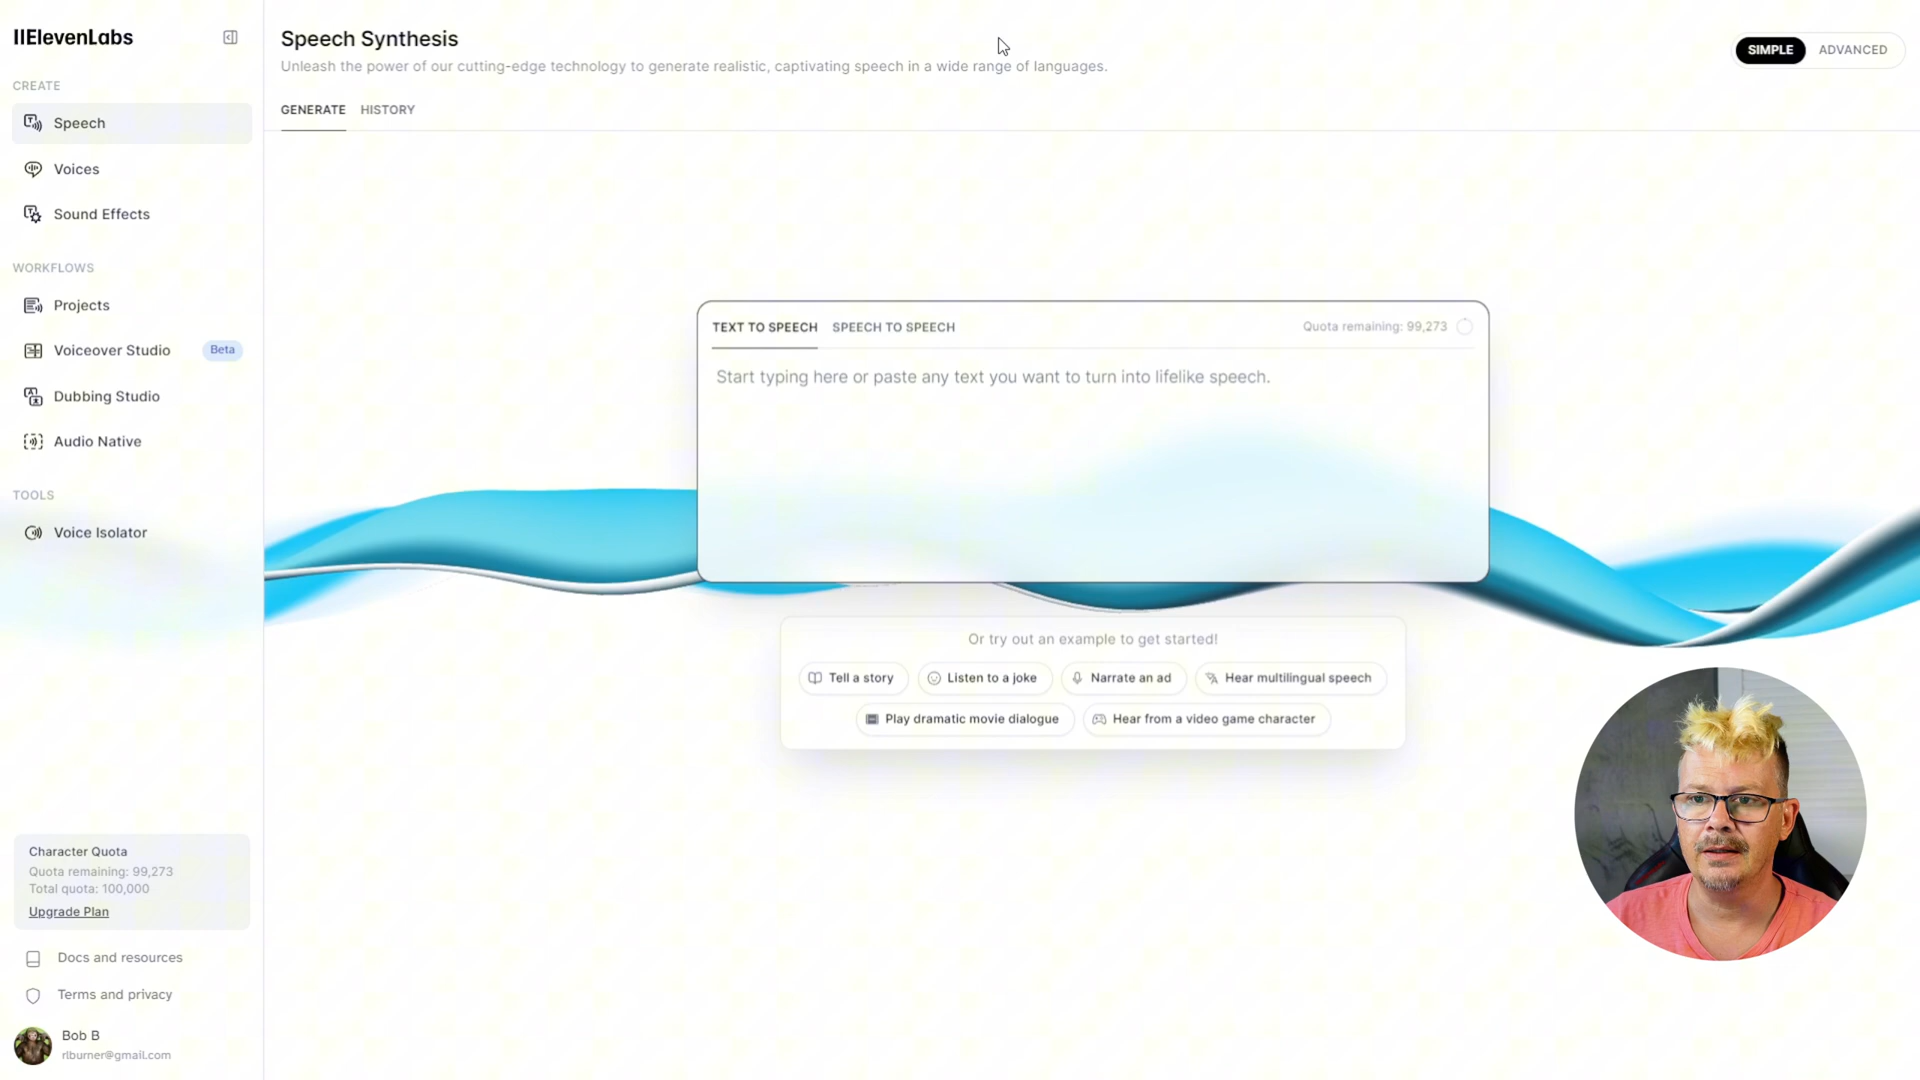 IIElevenLabs
CREATE
Speech
Voices
Sound Effects
WORKFLOWS
Projects
Voiceover Studio Beta
Dubbing Studio
Audio Native
TOOLS
Voice Isolator
Character Quota
Quota remaining: 99,273
Total quota: 100,000
Upgrade Plan
Docs and resources
Terms and privacy
Bob B
rlburner@gmail.com
Speech Synthesis
Unleash the power of our cutting-edge technology to generate realistic, captivating speech in a wide range of languages.
SIMPLE ADVANCED
GENERATE HISTORY
TEXT TO SPEECH SPEECH TO SPEECH Quota remaining: 99,273
Start typing here or paste any text you want to turn into lifelike speech.
Or try out an example to get started!
Tell a story Listen to a joke Narrate an ad Hear multilingual speech
Play dramatic movie dialogue Hear from a video game character